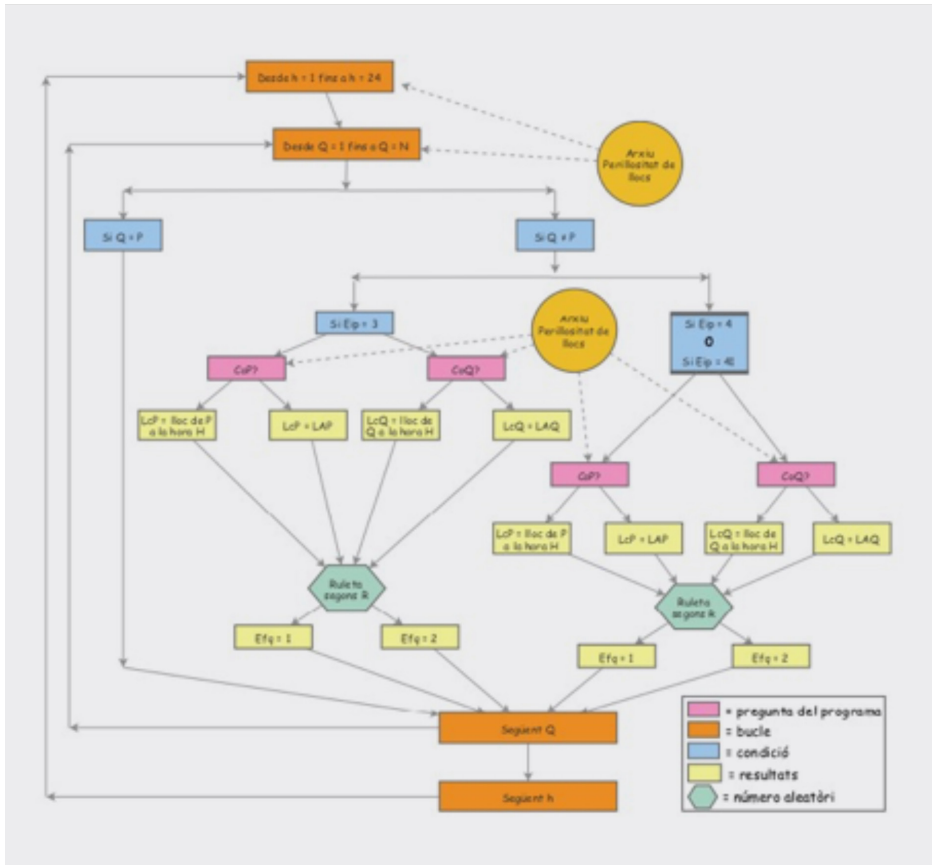 Desde h = 1 fins a h = 24
Desde Q = 1 fins a Q = N
Arxiu
Perillositat de
llocs
Si Q = P
Si Q ≠ P
Si Eip = 3
Arxiu
Perillositat de
llocs
Si Eip = 4
O
Si Eip = 4
CoP?
CoQ?
LcP = lloc de P
a la hora H
LcP = LAP
LcQ = lloc de
Q a la hora H
LcQ = LAQ
CoP?
CoQ?
LcP = lloc de P
a la hora H
LcP = LAP
LcQ = lloc de
Q a la hora H
LcQ = LAQ
Ruleta
segons R
Ruleta
segons R
Efq = 1
Efq = 2
Efq = 1
Efq = 2
Següent Q
Següent h
= pregunta del programa
= bucle
= condició
= resultats
= número aleatòri